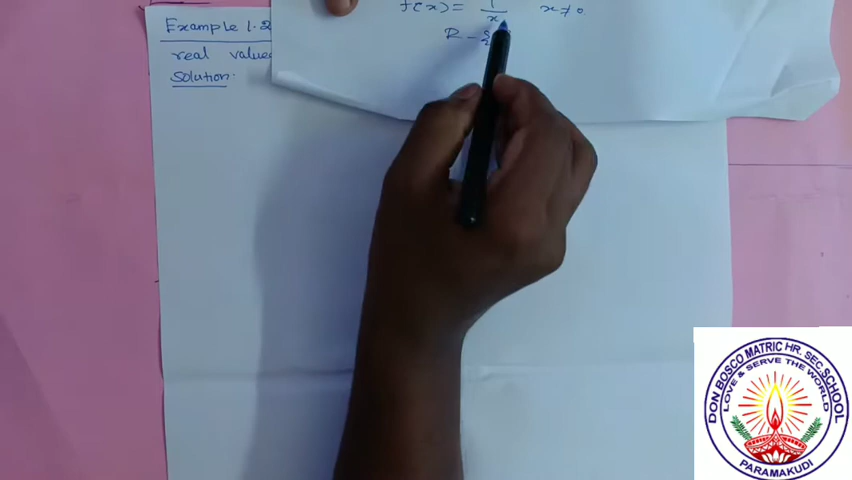 f(x) = 1/x x ≠ 0
R -
Example 1.2
real value
Solution.
DON BOSCO MATRIC HR. SEC. SCHOOL
LOVE & SERVE THE WORLD
PARAMAKUDI